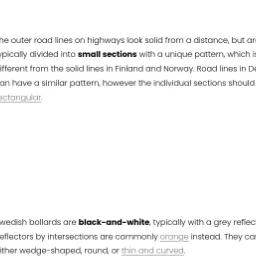 he outer road lines on highways look solid from a distance, but ar
ypically divided into small sections with a unique pattern, which is
ifferent from the solid lines in Finland and Norway. Road lines in De
an have a similar pattern, however the individual sections should
ectangular.
wedish bollards are black-and-white, typically with a grey reflec
eflectors by intersections are commonly orange instead. They ca
ither wedge-shaped, round, or thin and curved.